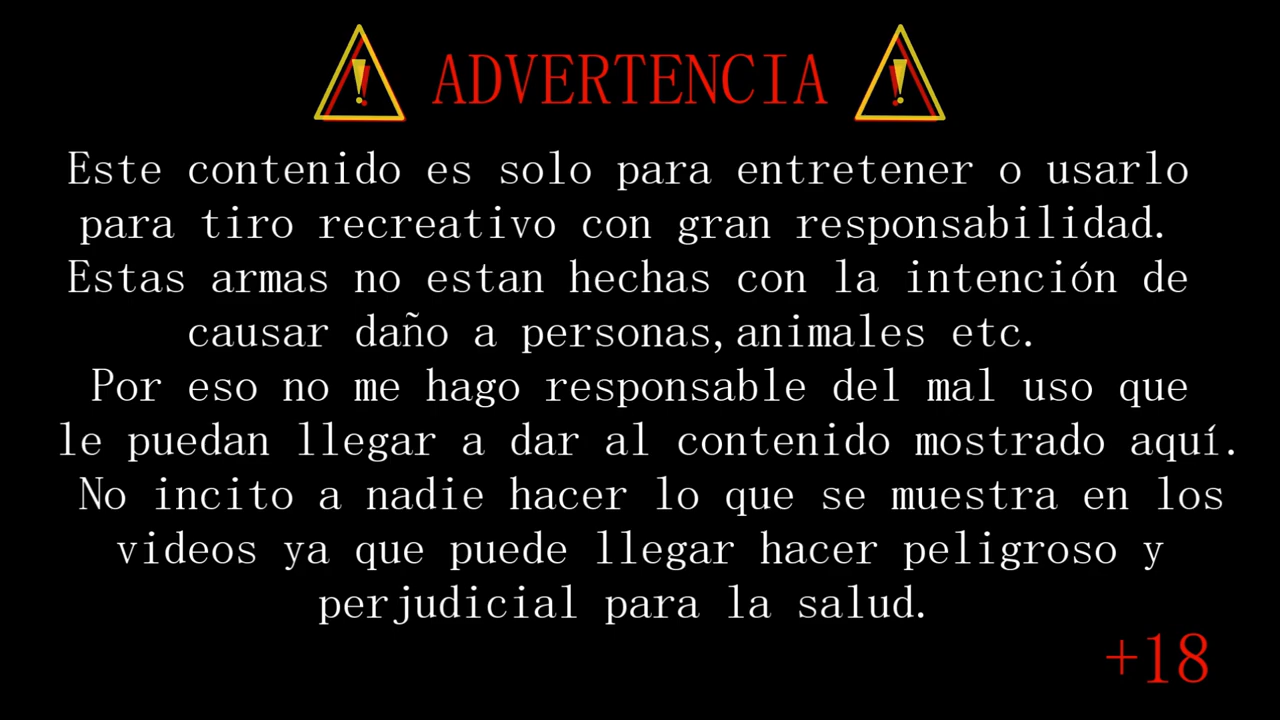 ADVERTENCIA
Este contenido es solo para entretener o usarlo
para tiro recreativo con gran responsabilidad.
Estas armas no estan hechas con la intención de
causar daño a personas,animales etc.
Por eso no me hago responsable del mal uso que
le puedan llegar a dar al contenido mostrado aquí.
No incito a nadie hacer lo que se muestra en los
videos ya que puede llegar hacer peligroso y
perjudicial para la salud.
+18